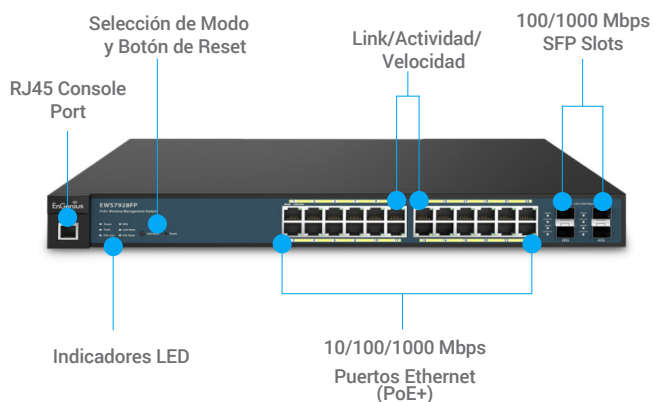 Selección de Modo
y Botón de Reset
Link/Actividad/
Velocidad
100/1000 Mbps
SFP Slots
RJ45 Console
Port
EnGenius
EWS7928FP
Indicadores LED
10/100/1000 Mbps
Puertos Ethernet
(PoE+)